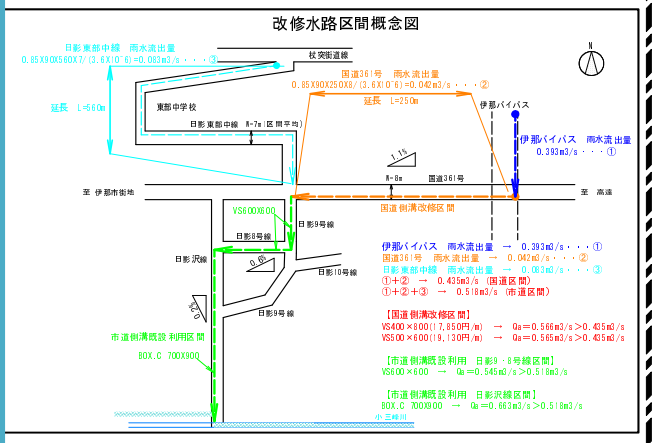 改修水路区間概念図
日影東部中線 雨水流出量
0.85X90X560X7/(3.6X10^6)=0.083m3/s・・・③
杖突街道線
N
国道361号 雨水流出量
0.85X90X250X8/(3.6X10^6)=0.042m3/s・・・②
延長 L=560m
東部中学校
延長 L=250m
伊那バイパス
日影東部中線 W=7m(区間平均)
伊那バイパス 雨水流出量
0.393m3/s・・・①
1.1%
至 伊那市街地
W=8m
国道361号
至 高遠
国道側溝改修区間
VS600X600
日影9号線
日影8号線
日影沢線
0.6%
日影10号線
日影9号線
0.2%
伊那バイパス 雨水流出量 → 0.393m3/s・・・①
国道361号 雨水流出量 → 0.042m3/s・・・②
日影東部中線 雨水流出量 → 0.083m3/s・・・③
①+② → 0.435m3/s (国道区間)
①+②+③ → 0.518m3/s (市道区間)
【国道側溝改修区間】
VS400×800(17,850円/m) → Qa=0.566m3/s>0.435m3/s
VS500×600(19,130円/m) → Qa=0.565m3/s>0.435m3/s
市道側溝既設利用区間
BOX.C 700X900
【市道側溝既設利用 日影9・8号線区間】
VS600×600 → Qa=0.545m3/s>0.518m3/s
【市道側溝既設利用 日影沢線区間】
BOX.C 700X900 → Qa=0.663m3/s>0.518m3/s
小三峰川